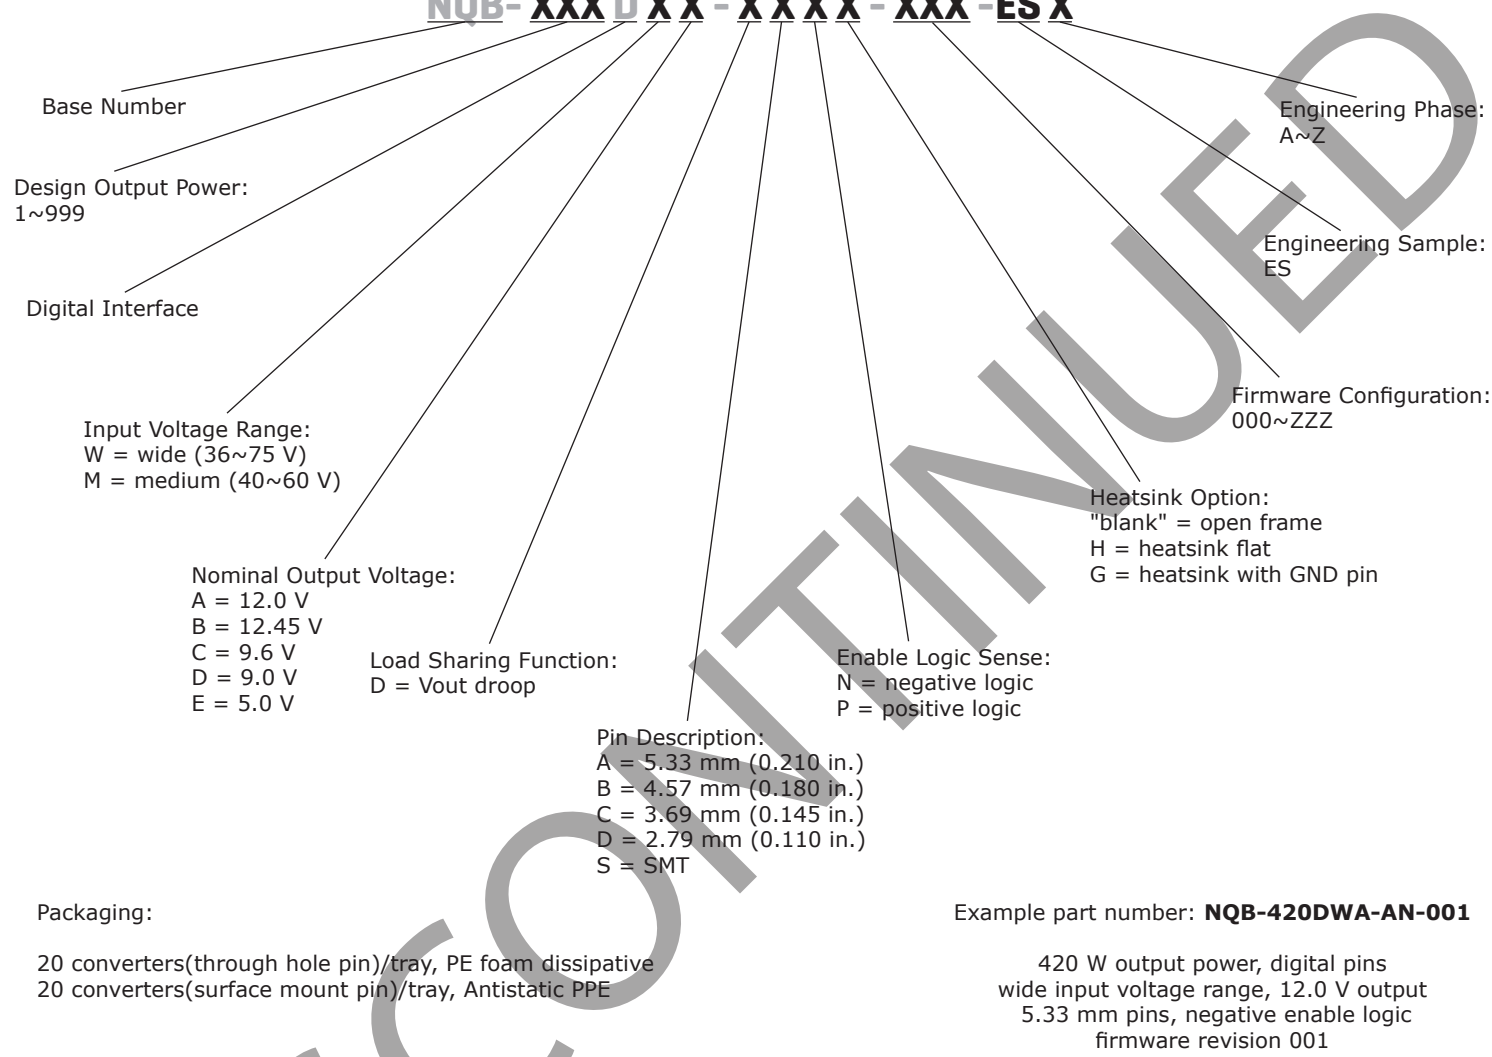 NQB- XXX D X X - X X X X - XXX -ES X
Base Number
Design Output Power:
1~999
Digital Interface
Input Voltage Range:
W = wide (36~75 V)
M = medium (40~60 V)
Nominal Output Voltage:
A = 12.0 V
B = 12.45 V
C = 9.6 V
D = 9.0 V
E = 5.0 V
Load Sharing Function:
D = Vout droop
Pin Description:
A = 5.33 mm (0.210 in.)
B = 4.57 mm (0.180 in.)
C = 3.69 mm (0.145 in.)
D = 2.79 mm (0.110 in.)
S = SMT
Enable Logic Sense:
N = negative logic
P = positive logic
Heatsink Option:
"blank" = open frame
H = heatsink flat
G = heatsink with GND pin
Firmware Configuration:
000~ZZZ
Engineering Sample:
ES
Engineering Phase:
A~Z
Packaging:
20 converters(through hole pin)/tray, PE foam dissipative
20 converters(surface mount pin)/tray, Antistatic PPE
Example part number: NQB-420DWA-AN-001
420 W output power, digital pins
wide input voltage range, 12.0 V output
5.33 mm pins, negative enable logic
firmware revision 001
CONTINUED